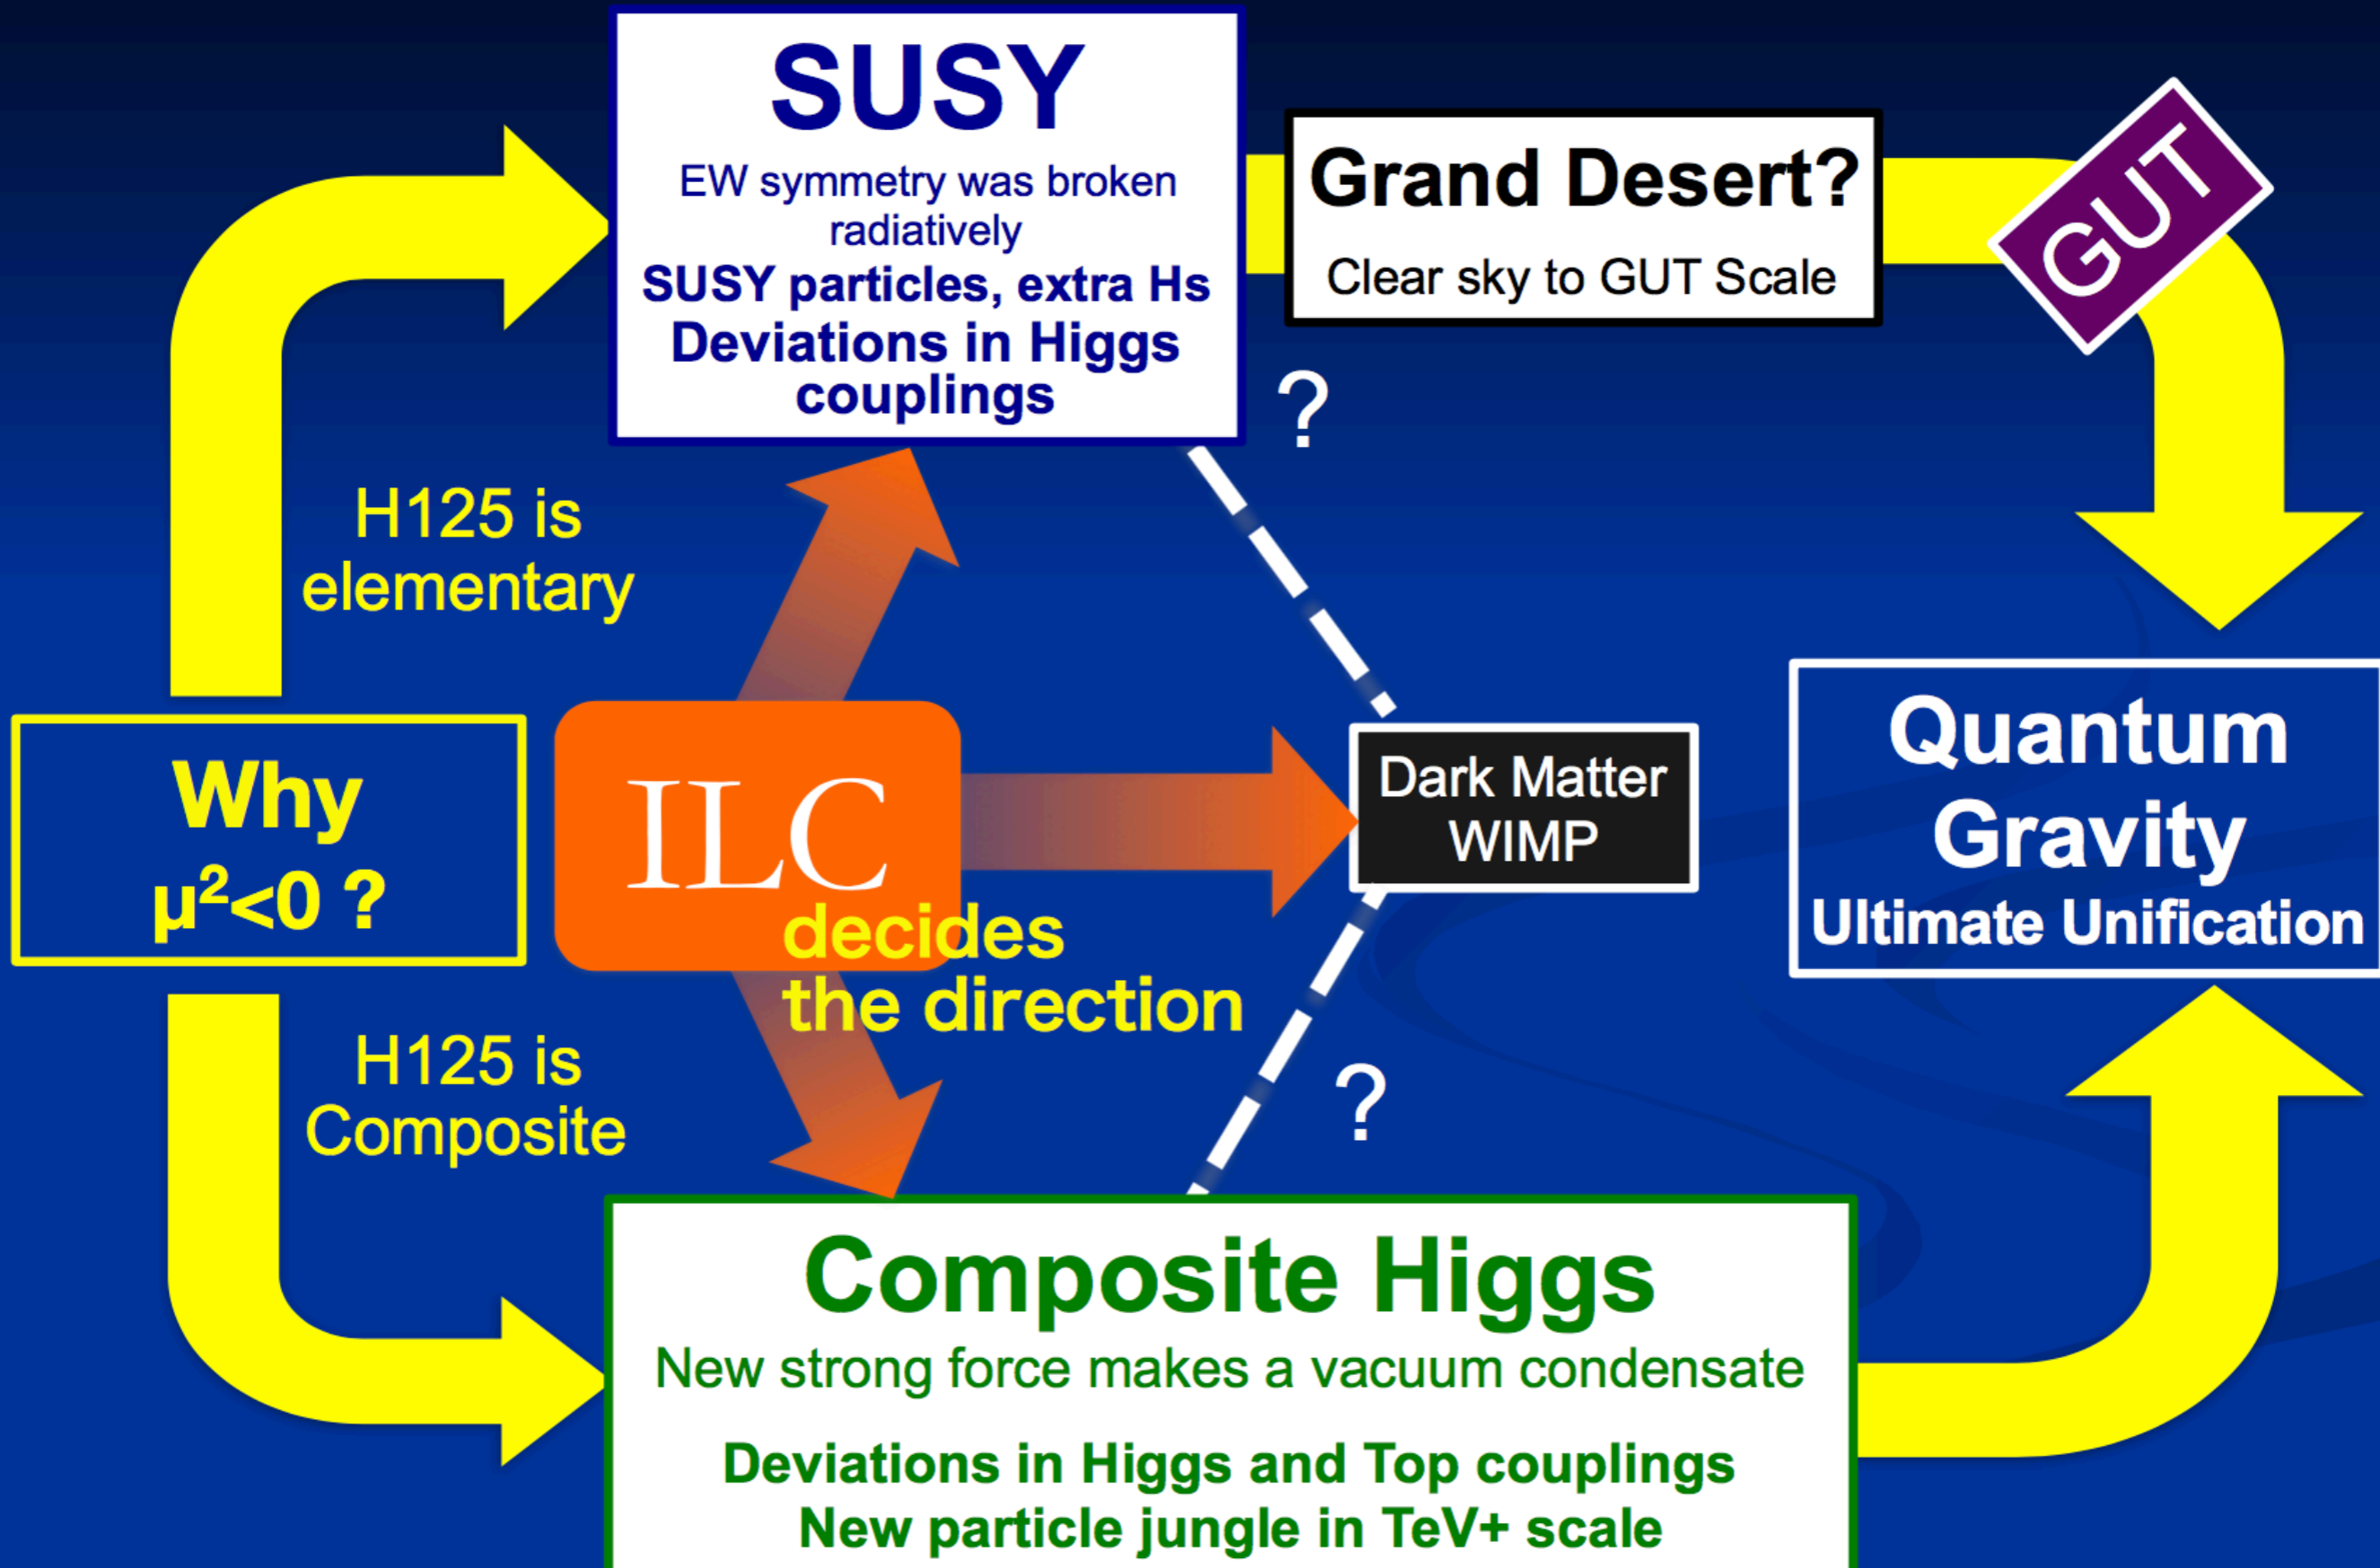 SUSY
EW symmetry was broken
radiatively
SUSY particles, extra Hs
Deviations in Higgs
couplings
Grand Desert?
Clear sky to GUT Scale
GUT
?
H125 is
elementary
Why
μ²<0 ?
ILC
decides
the direction
Dark Matter
WIMP
Quantum
Gravity
Ultimate Unification
H125 is
Composite
?
Composite Higgs
New strong force makes a vacuum condensate
Deviations in Higgs and Top couplings
New particle jungle in TeV+ scale